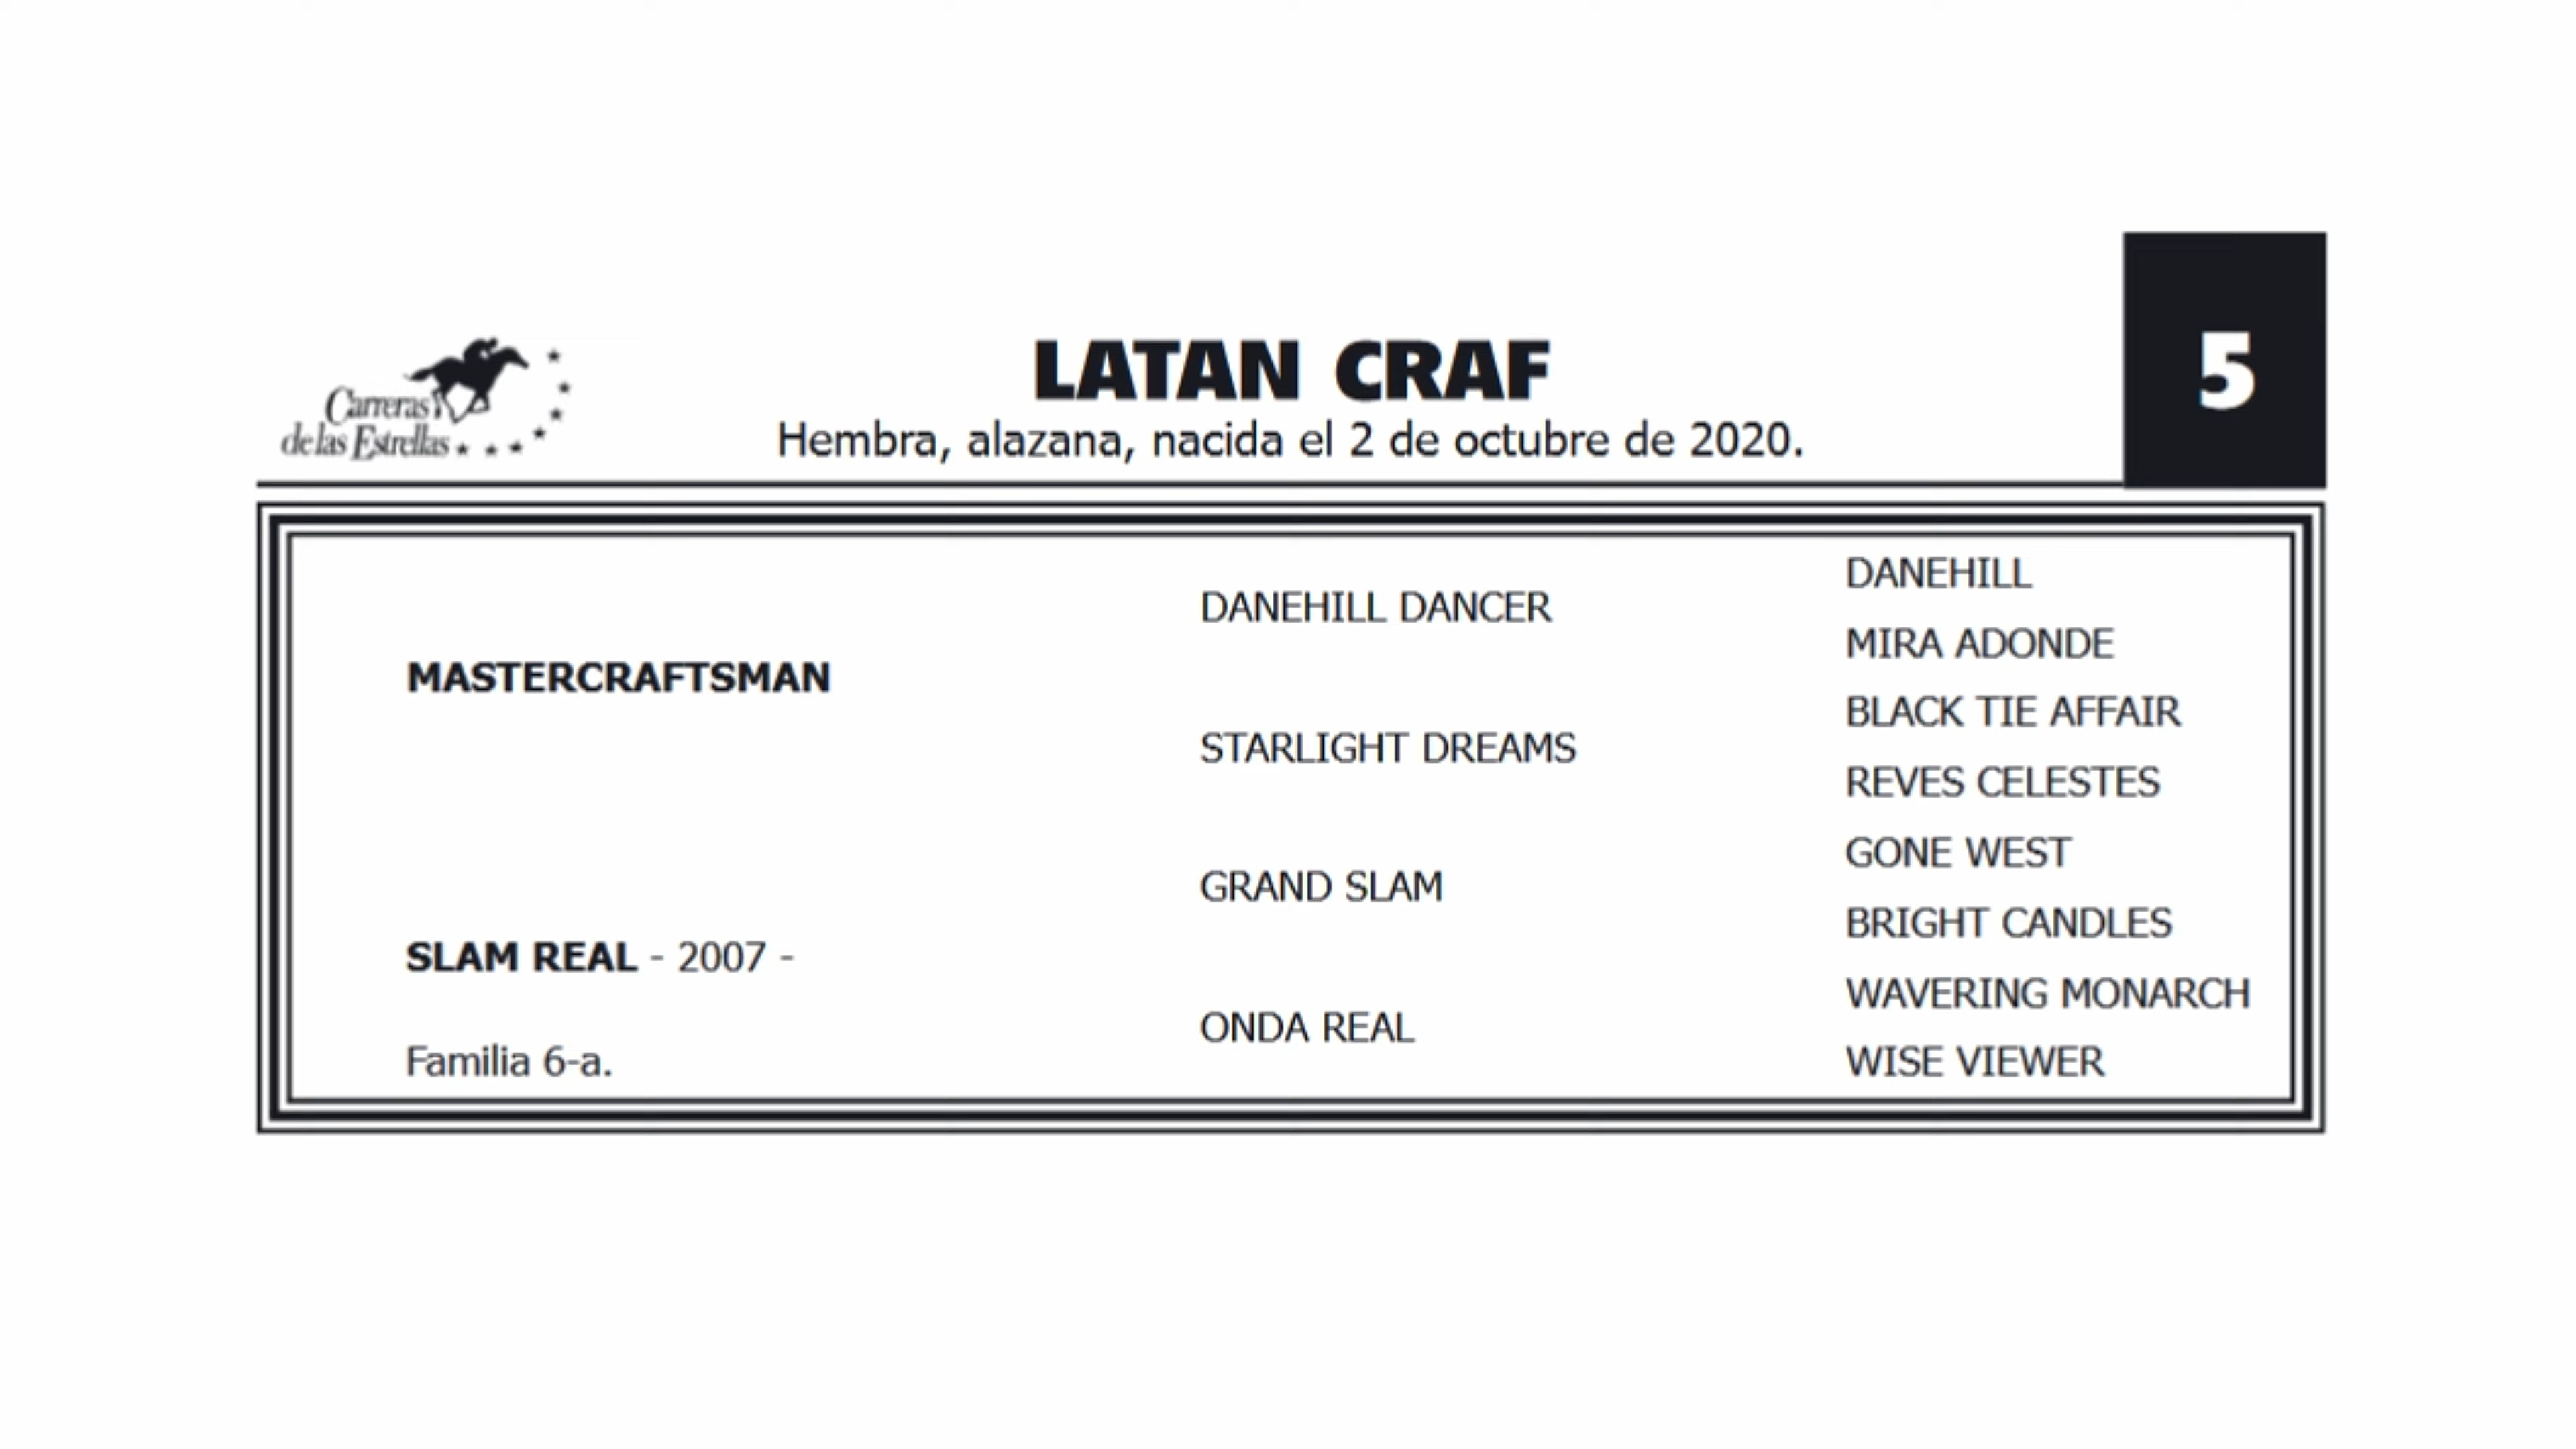 Carreras
de las Estrellas
LATAN CRAF
Hembra, alazana, nacida el 2 de octubre de 2020.
5
MASTERCRAFTSMAN
SLAM REAL - 2007 -
Familia 6-a.
DANEHILL DANCER
STARLIGHT DREAMS
GRAND SLAM
ONDA REAL
DANEHILL
MIRA ADONDE
BLACK TIE AFFAIR
REVES CELESTES
GONE WEST
BRIGHT CANDLES
WAVERING MONARCH
WISE VIEWER